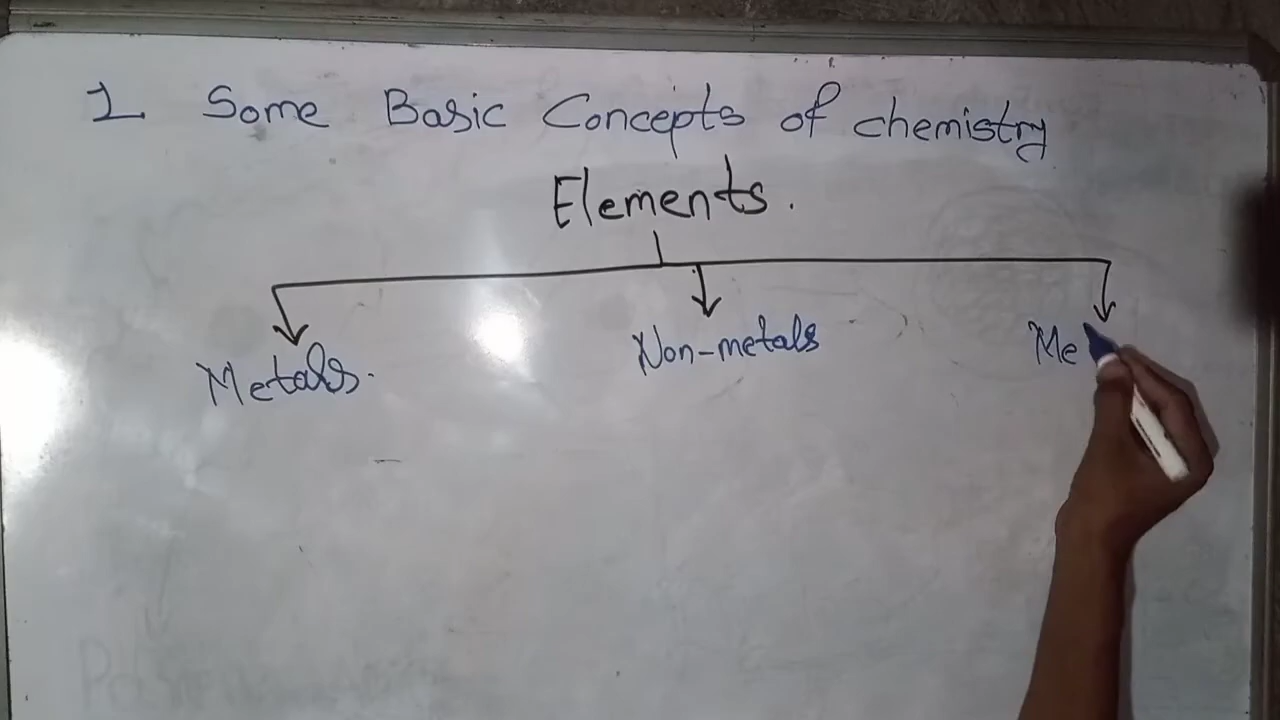 1 Some Basic Concepts of chemistry
Elements.
Metals. Non-metals Me